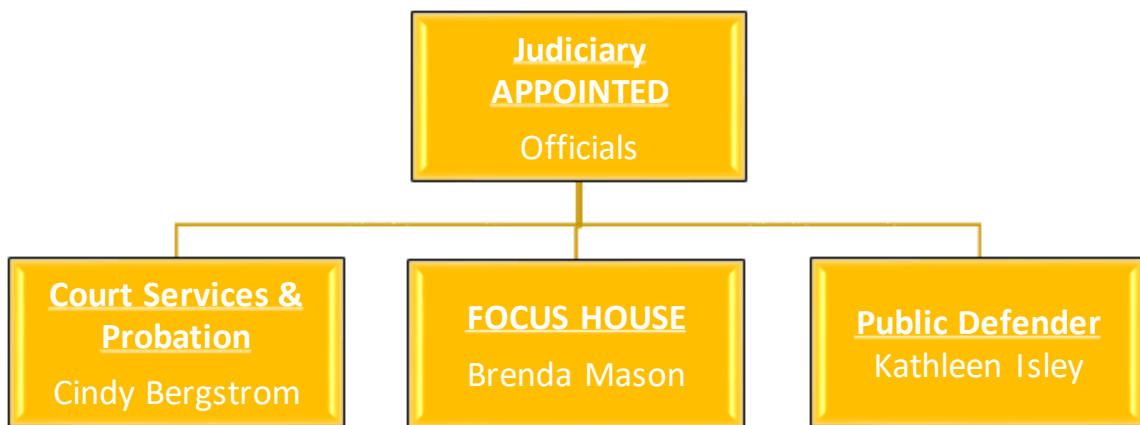 Judiciary
APPOINTED
Officials
Court Services &
Probation
Cindy Bergstrom
FOCUS HOUSE
Brenda Mason
Public Defender
Kathleen Isley